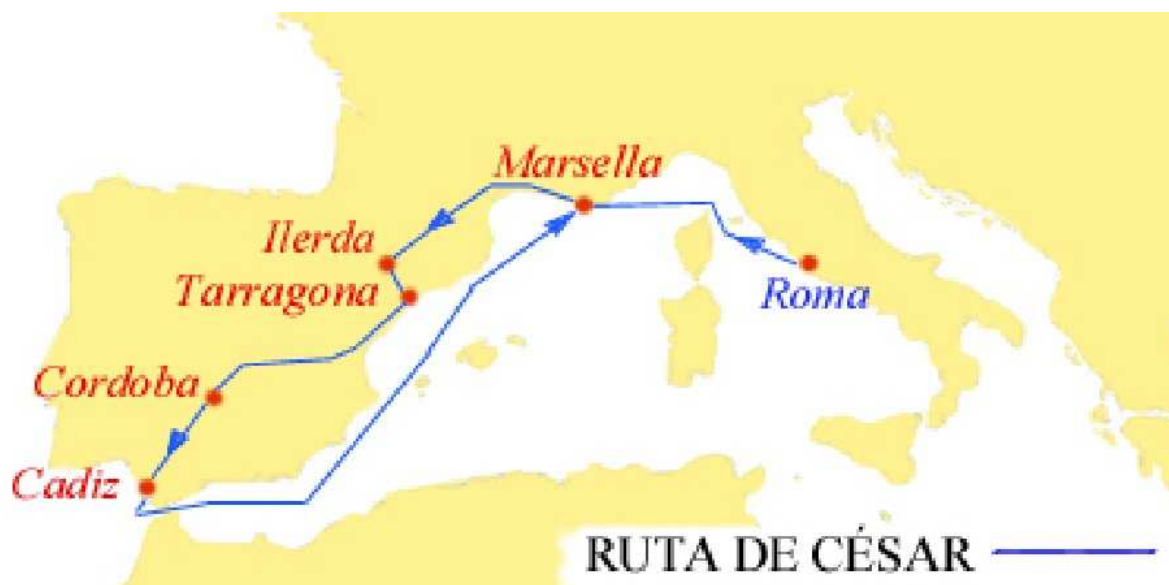 Marsella
Ilerda
Tarragona
Roma
Cordoba
Cadiz
RUTA DE CÉSAR